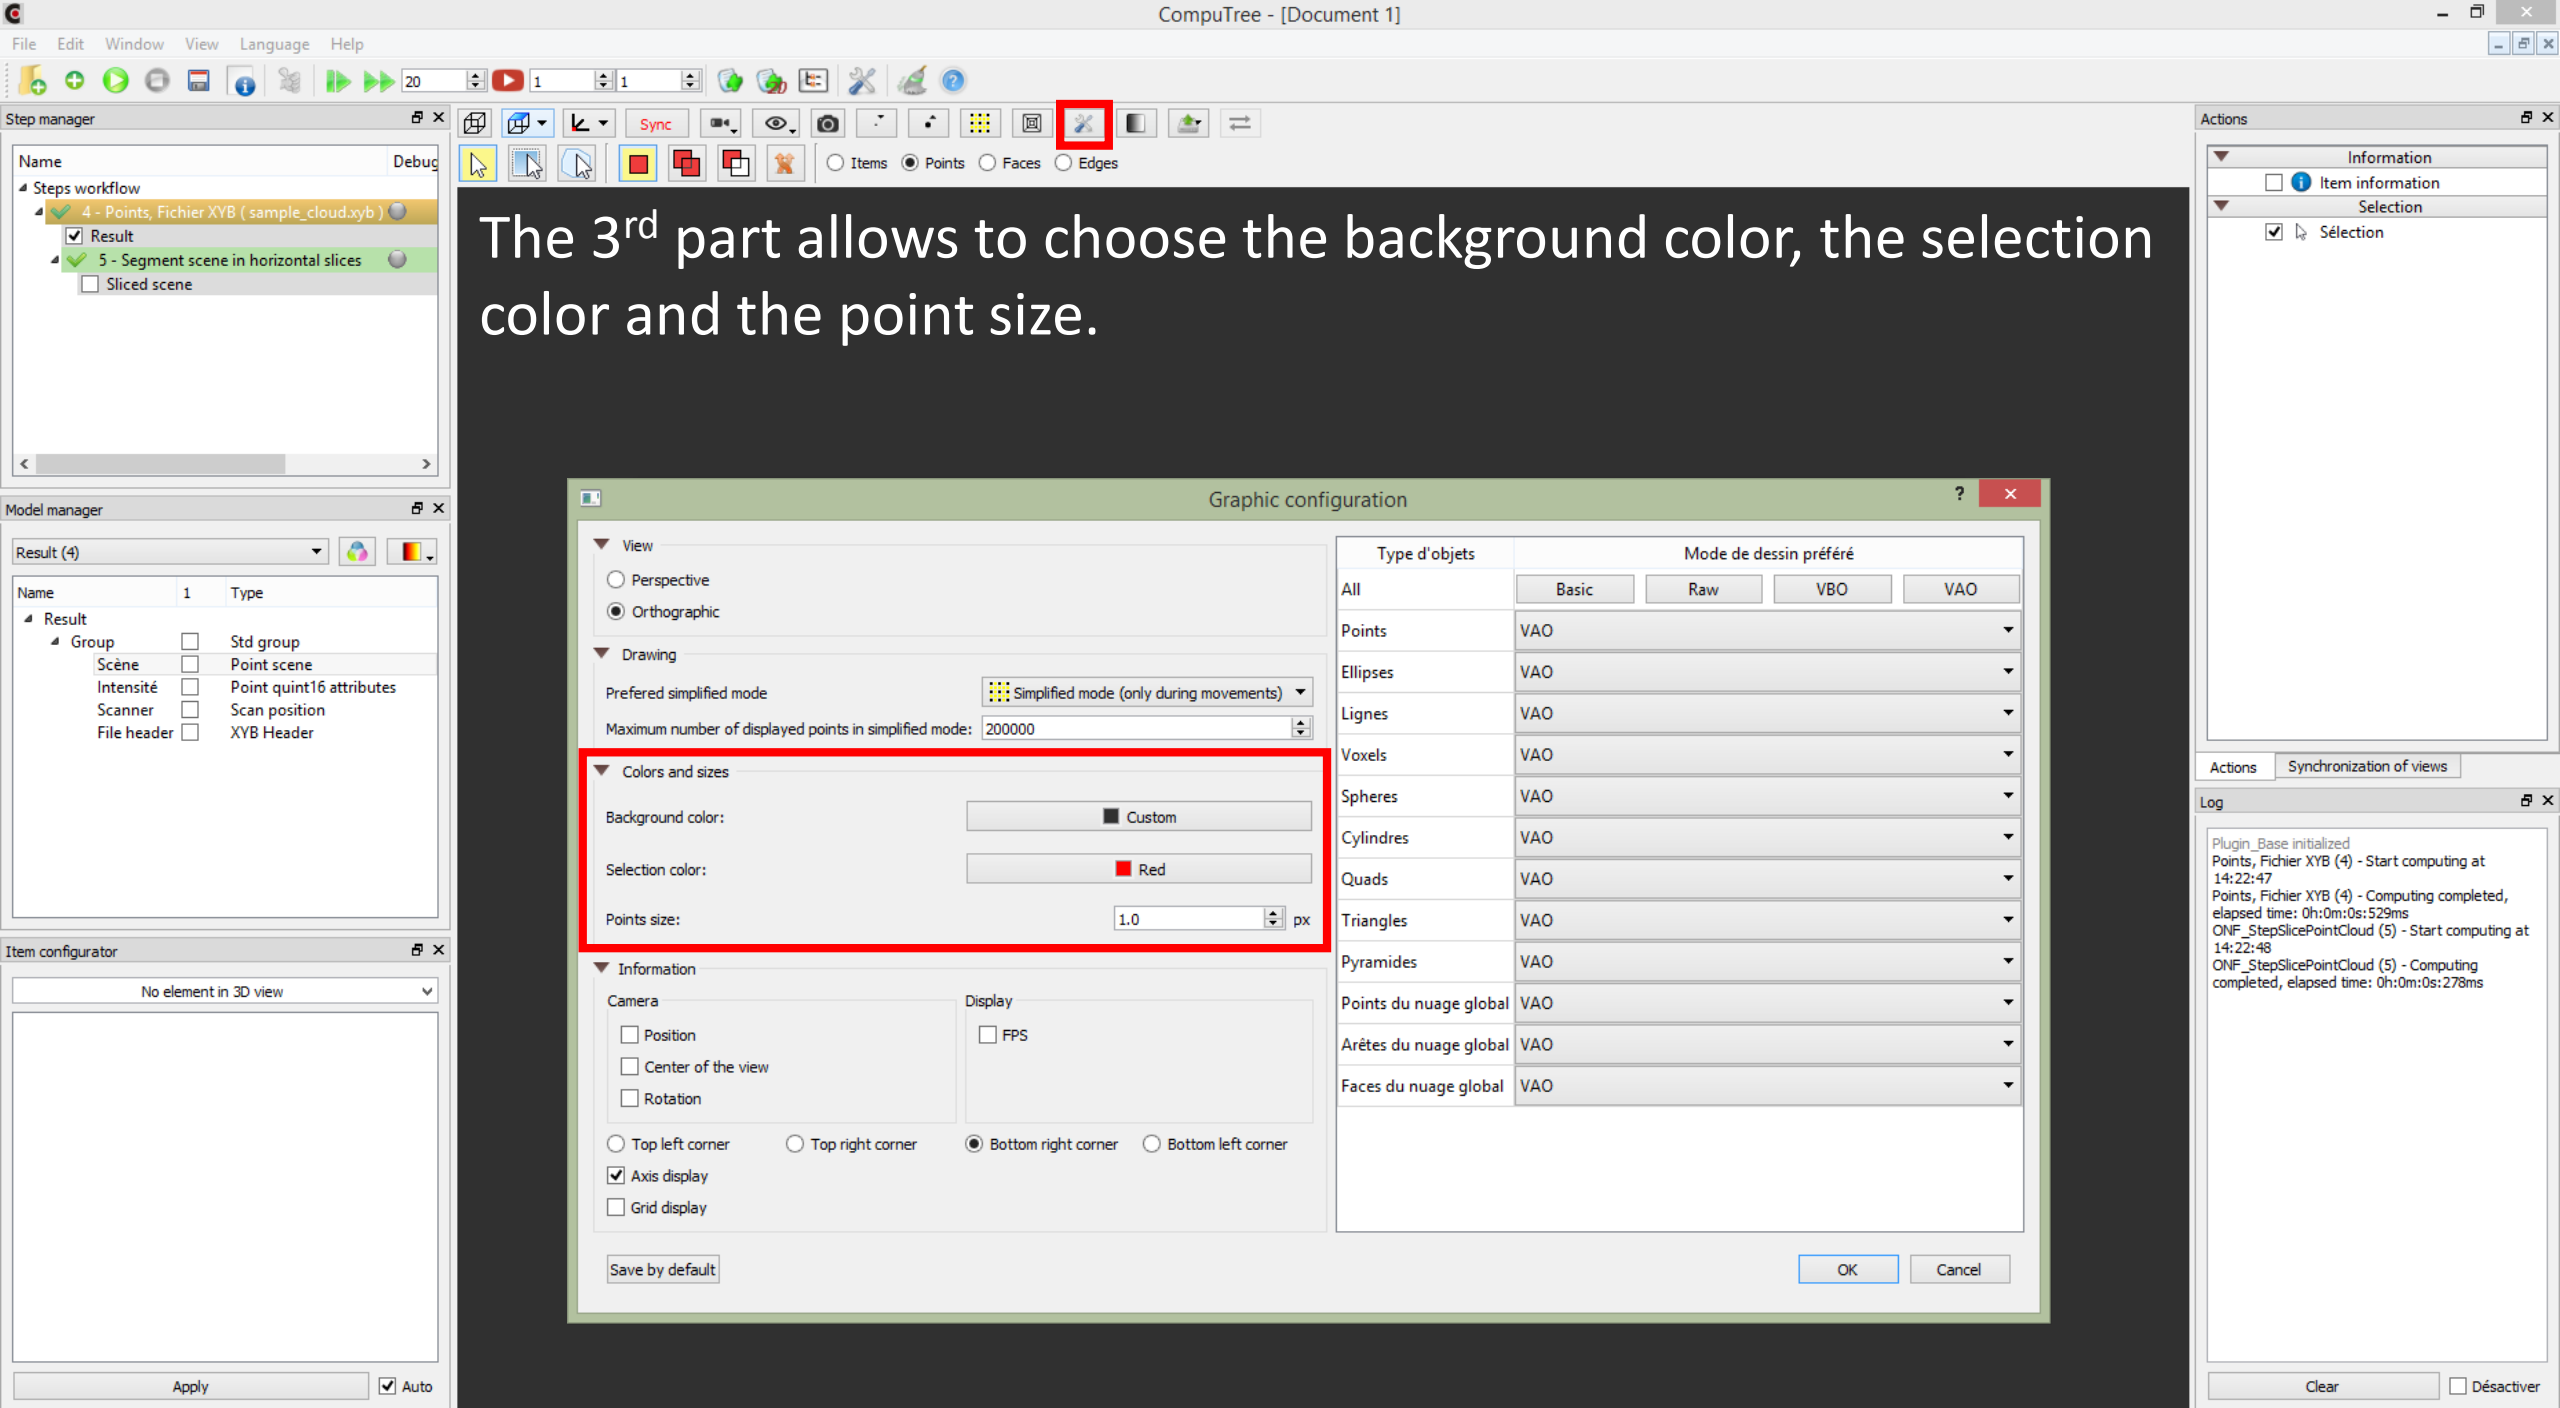 CompuTree - [Document 1]
File Edit Window View Language Help
20 1 1
Step manager
Name Debug
Steps workflow
4 - Points, Fichier XYB ( sample_cloud.xyb )
Result
5 - Segment scene in horizontal slices
Sliced scene
Model manager
Result (4)
Name 1 Type
Result
Group Std group
Scène Point scene
Intensité Point quint16 attributes
Scanner Scan position
File header XYB Header
Item configurator
No element in 3D view
Apply Auto
Sync
Items Points Faces Edges
The 3rd part allows to choose the background color, the selection
color and the point size.
Graphic configuration
?
View
Perspective
Orthographic
Drawing
Prefered simplified mode Simplified mode (only during movements)
Maximum number of displayed points in simplified mode: 200000
Colors and sizes
Background color: Custom
Selection color: Red
Points size: 1.0 px
Information
Camera Display
Position FPS
Center of the view
Rotation
Top left corner Top right corner Bottom right corner Bottom left corner
Axis display
Grid display
Save by default
Type d'objets Mode de dessin préféré
All Basic Raw VBO VAO
Points VAO
Ellipses VAO
Lignes VAO
Voxels VAO
Spheres VAO
Cylindres VAO
Quads VAO
Triangles VAO
Pyramides VAO
Points du nuage global VAO
Arêtes du nuage global VAO
Faces du nuage global VAO
OK Cancel
Actions
Information
Item information
Selection
Sélection
Actions Synchronization of views
Log
Plugin_Base initialized
Points, Fichier XYB (4) - Start computing at
14:22:47
Points, Fichier XYB (4) - Computing completed,
elapsed time: 0h:0m:0s:529ms
ONF_StepSlicePointCloud (5) - Start computing at
14:22:48
ONF_StepSlicePointCloud (5) - Computing
completed, elapsed time: 0h:0m:0s:278ms
Clear Désactiver